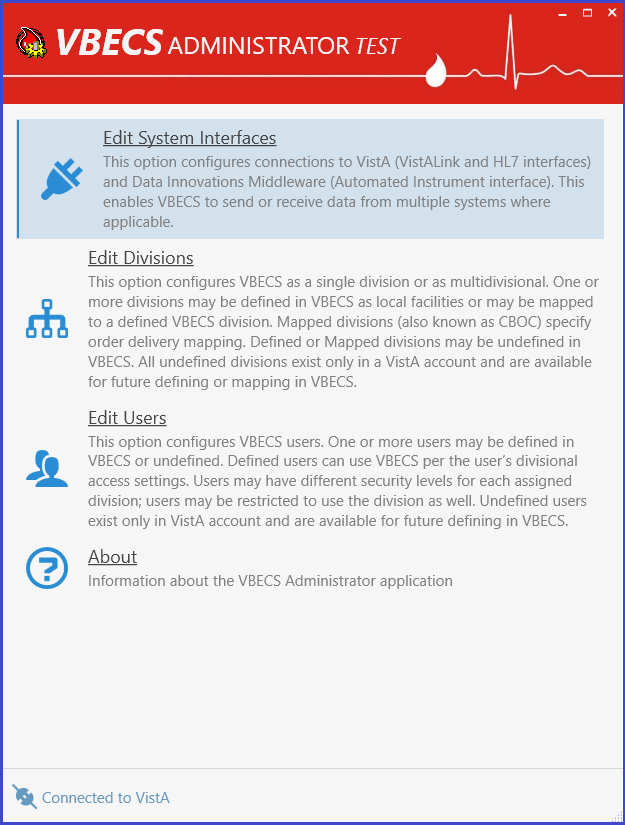 VBECS ADMINISTRATOR TEST
Edit System Interfaces
This option configures connections to VistA (VistALink and HL7 interfaces)
and Data Innovations Middleware (Automated Instrument interface). This
enables VBECS to send or receive data from multiple systems where
applicable.
Edit Divisions
This option configures VBECS as a single division or as multidivisional. One or
more divisions may be defined in VBECS as local facilities or may be mapped
to a defined VBECS division. Mapped divisions (also known as CBOC) specify
order delivery mapping. Defined or Mapped divisions may be undefined in
VBECS. All undefined divisions exist only in a VistA account and are available
for future defining or mapping in VBECS.
Edit Users
This option configures VBECS users. One or more users may be defined in
VBECS or undefined. Defined users can use VBECS per the user's divisional
access settings. Users may have different security levels for each assigned
division; users may be restricted to use the division as well. Undefined users
exist only in VistA account and are available for future defining in VBECS.
About
Information about the VBECS Administrator application
Connected to VistA